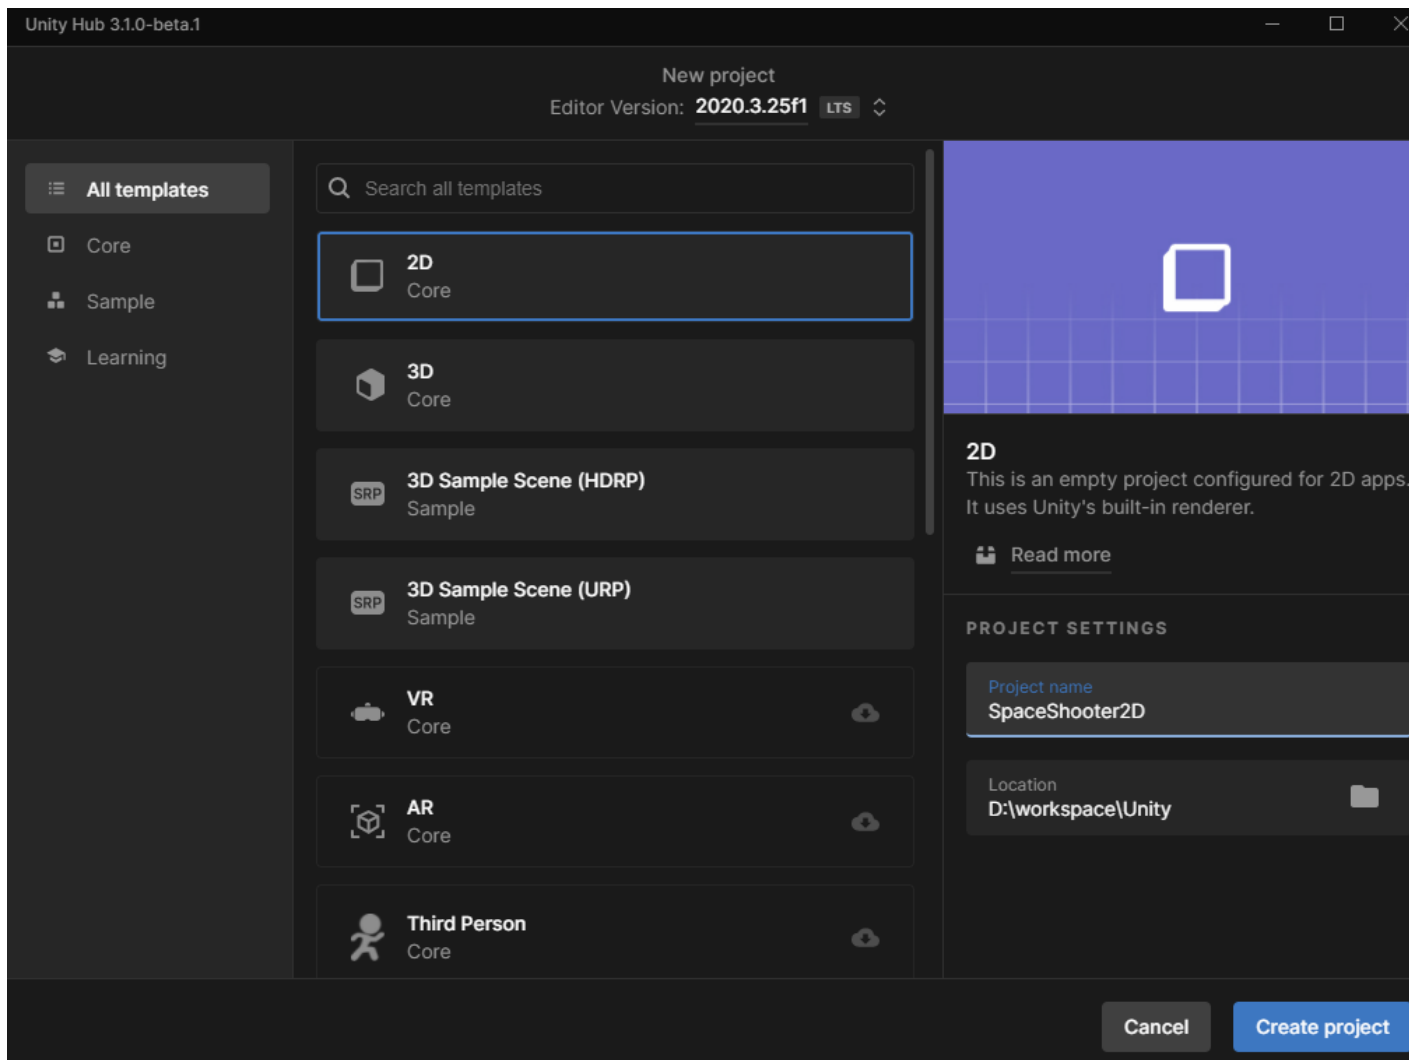 Unity Hub 3.1.0-beta.1
New project
Editor Version: 2020.3.25f1 LTS
All templates
Core
Sample
Learning
Search all templates
2D
Core
3D
Core
SRP
3D Sample Scene (HDRP)
Sample
SRP
3D Sample Scene (URP)
Sample
VR
Core
AR
Core
Third Person
Core
2D
This is an empty project configured for 2D apps.
It uses Unity's built-in renderer.
Read more
PROJECT SETTINGS
Project name
SpaceShooter2D
Location
D:\workspace\Unity
Cancel
Create project